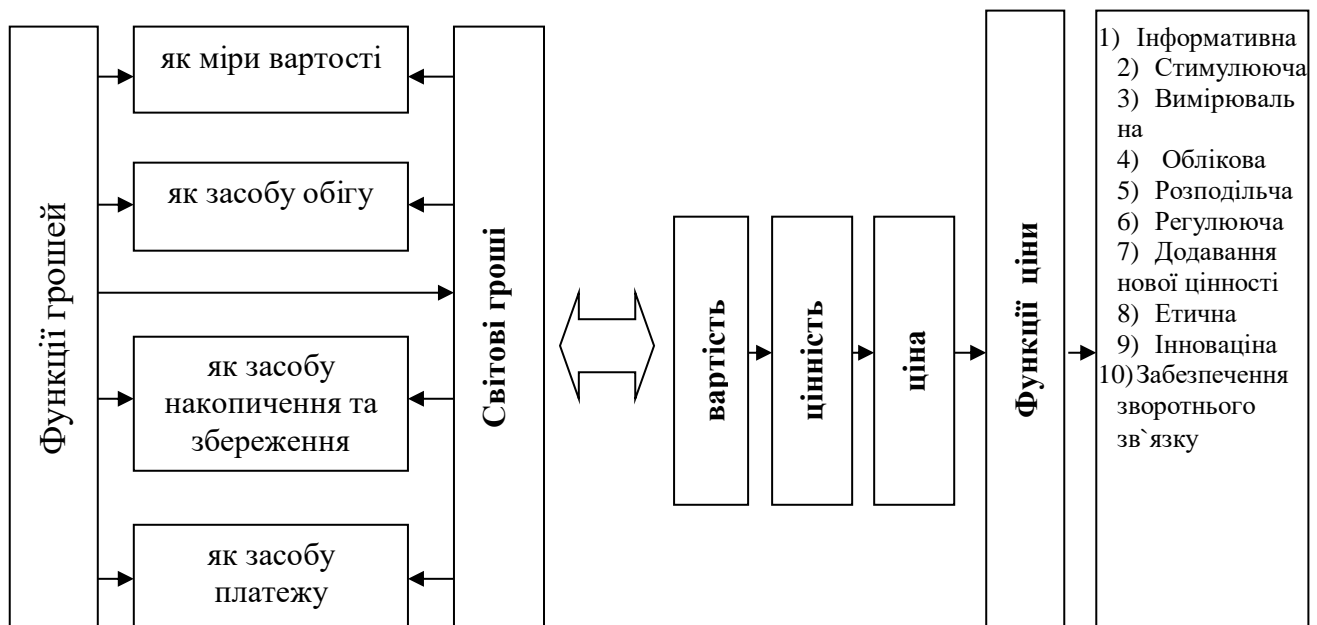 Функції грошей
як міри вартості
як засобу обігу
як засобу
накопичення та
збереження
як засобу
платежу
Світові гроші
вартість
цінність
ціна
Функції ціни
1) Інформативна
2) Стимулююча
3) Вимірюваль
на
4) Облікова
5) Розподільча
6) Регулююча
7) Додавання
нової цінності
8) Етична
9) Інноваціна
10) Забезпечення
зворотнього
зв`язку